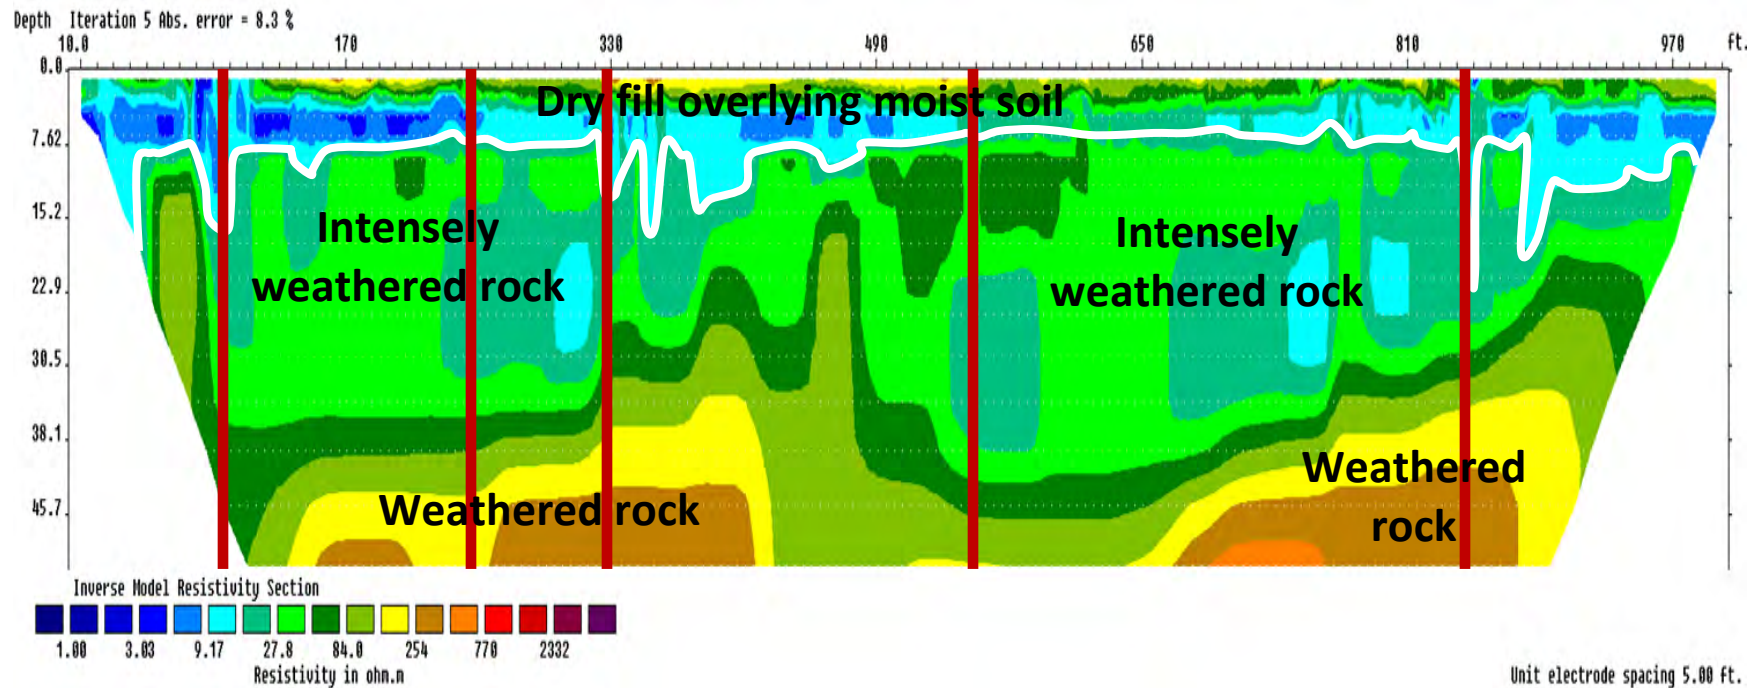 Depth Iteration 5 Abs. error = 8.3 %
10.0 170 330 490 650 810 970 ft.
0.0
7.62
15.2
22.9
30.5
38.1
45.7
Dry fill overlying moist soil
Intensely
weathered rock
Intensely
weathered rock
Weathered rock
Weathered
rock
Inverse Model Resistivity Section
1.00 3.03 9.17 27.8 84.0 254 770 2332
Resistivity in ohm.m
Unit electrode spacing 5.00 ft.